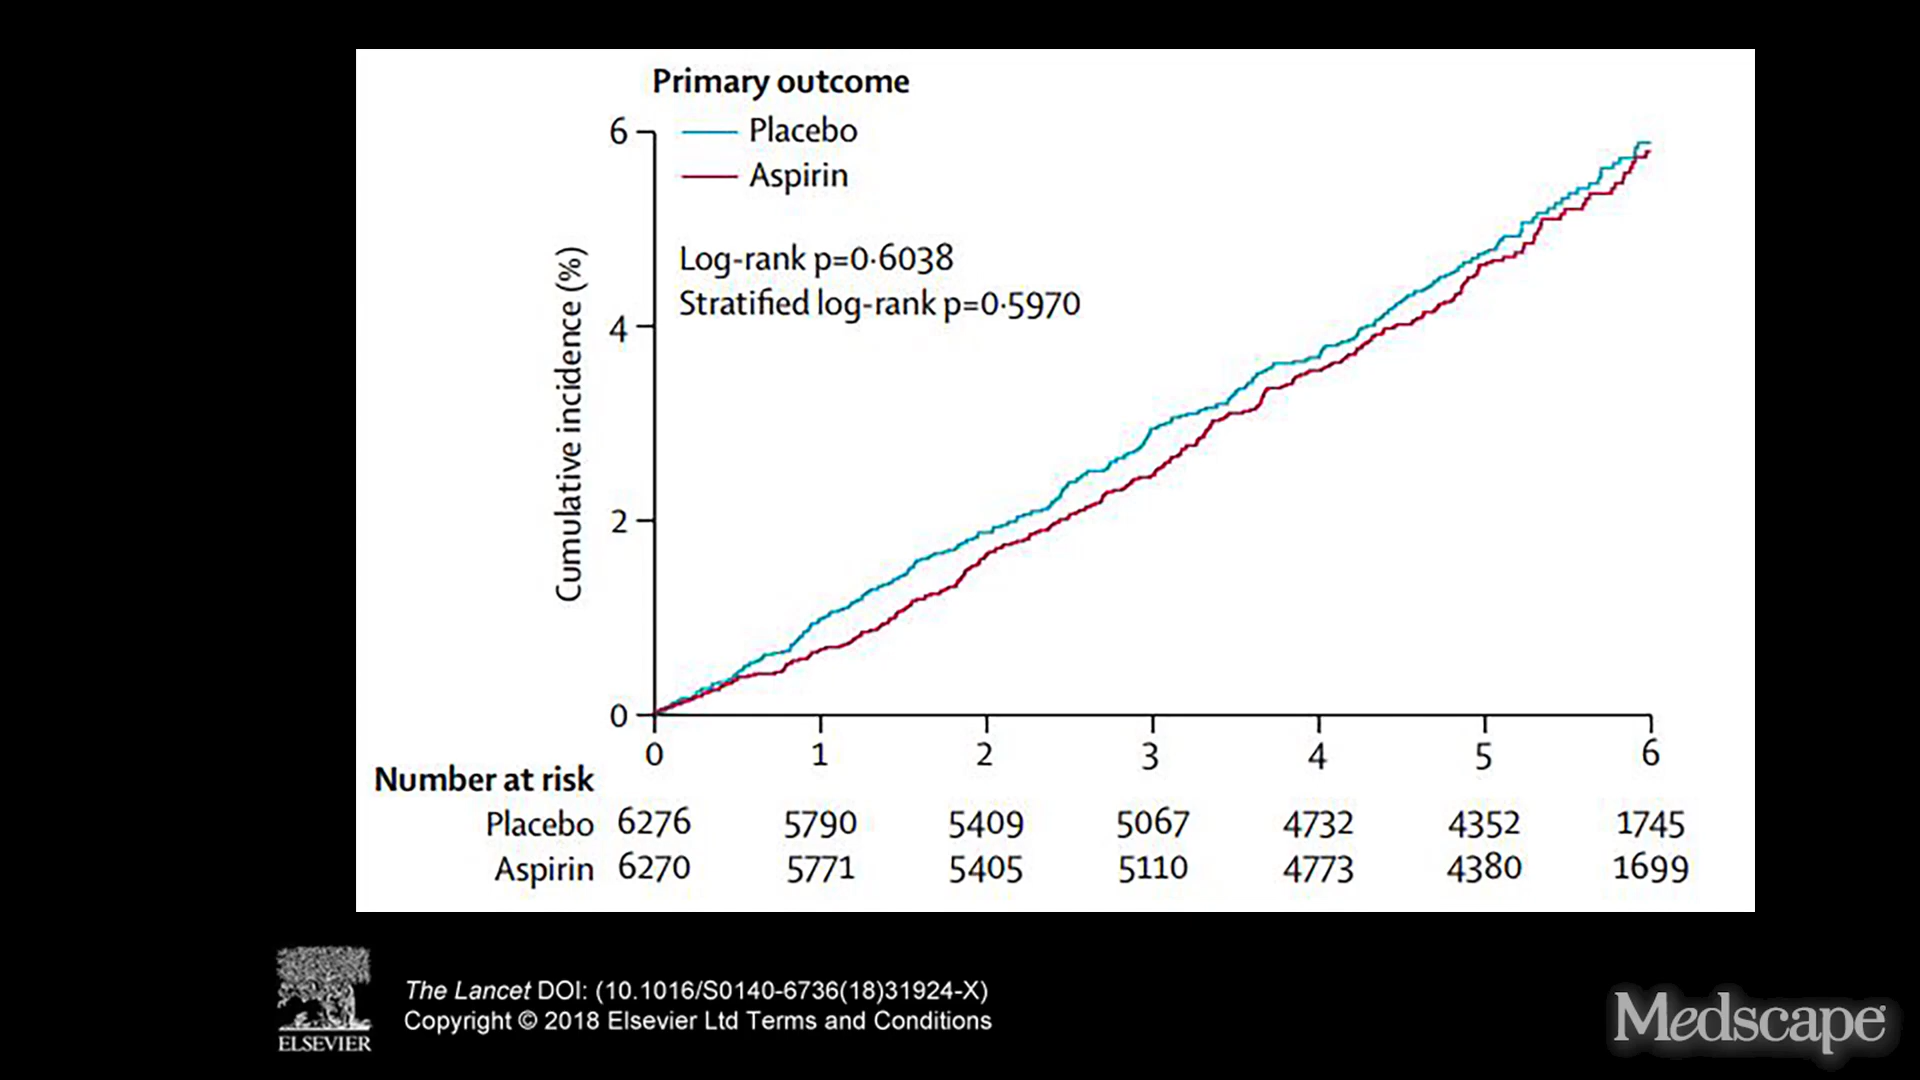 Primary outcome
Placebo
Aspirin
Log-rank p=0·6038
Stratified log-rank p=0·5970
Cumulative incidence (%)
6
4
2
0
0 1 2 3 4 5 6
Number at risk
Placebo 6276 5790 5409 5067 4732 4352 1745
Aspirin 6270 5771 5405 5110 4773 4380 1699
ELSEVIER
The Lancet DOI: (10.1016/S0140-6736(18)31924-X)
Copyright © 2018 Elsevier Ltd Terms and Conditions
Medscape